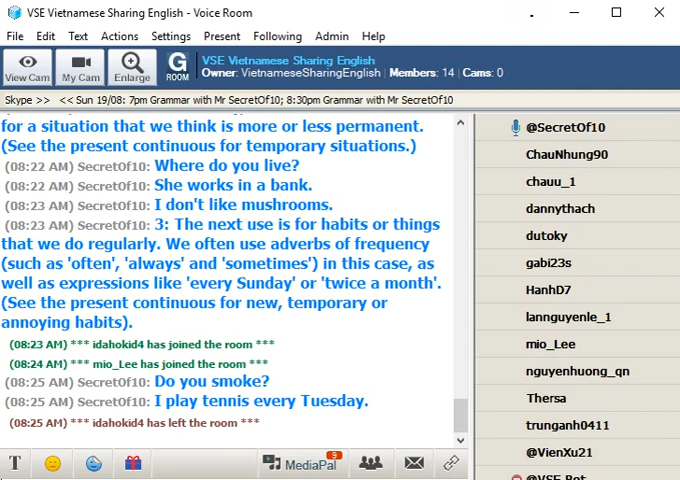 VSE Vietnamese Sharing English - Voice Room
File Edit Text Actions Settings Present Following Admin Help
View Cam My Cam Enlarge G ROOM
VSE Vietnamese Sharing English
Owner: VietnameseSharingEnglish | Members: 14 | Cams: 0
Skype >> << Sun 19/08: 7pm Grammar with Mr SecretOf10; 8:30pm Grammar with Mr SecretOf10
for a situation that we think is more or less permanent.
(See the present continuous for temporary situations.)
(08:22 AM) SecretOf10: Where do you live?
(08:22 AM) SecretOf10: She works in a bank.
(08:23 AM) SecretOf10: I don't like mushrooms.
(08:23 AM) SecretOf10: 3: The next use is for habits or things
that we do regularly. We often use adverbs of frequency
(such as 'often', 'always' and 'sometimes') in this case, as
well as expressions like 'every Sunday' or 'twice a month'.
(See the present continuous for new, temporary or
annoying habits).
(08:23 AM) *** idahokid4 has joined the room ***
(08:24 AM) *** mio_Lee has joined the room ***
(08:25 AM) SecretOf10: Do you smoke?
(08:25 AM) SecretOf10: I play tennis every Tuesday.
(08:25 AM) *** idahokid4 has left the room ***
T MediaPal 9
@SecretOf10
ChauNhung90
chauu_1
dannythach
dutoky
gabi23s
HanhD7
lannguyenle_1
mio_Lee
nguyenhuong_qn
Thersa
trunganh0411
@VienXu21
@VSE Bot